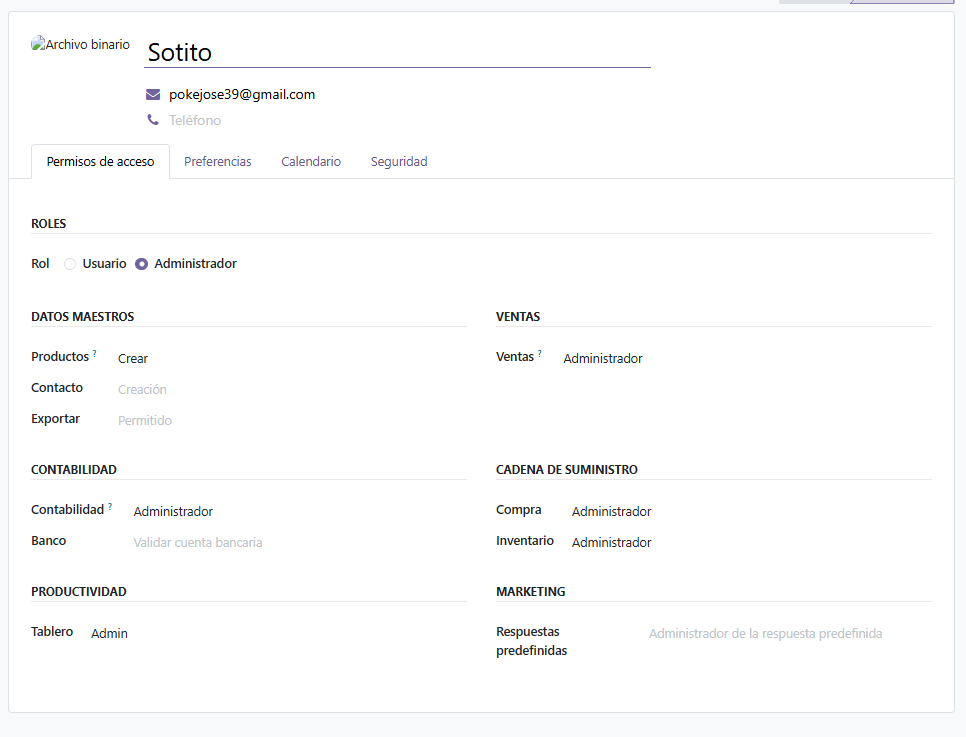 Archivo binario
Sotito
pokejose39@gmail.com
Teléfono
Permisos de acceso Preferencias Calendario Seguridad
ROLES
Rol Usuario Administrador
DATOS MAESTROS
Productos ? Crear
Contacto Creación
Exportar Permitido
VENTAS
Ventas ? Administrador
CONTABILIDAD
Contabilidad ? Administrador
Banco Validar cuenta bancaria
CADENA DE SUMINISTRO
Compra Administrador
Inventario Administrador
PRODUCTIVIDAD
Tablero Admin
MARKETING
Respuestas Administrador de la respuesta predefinida
predefinidas